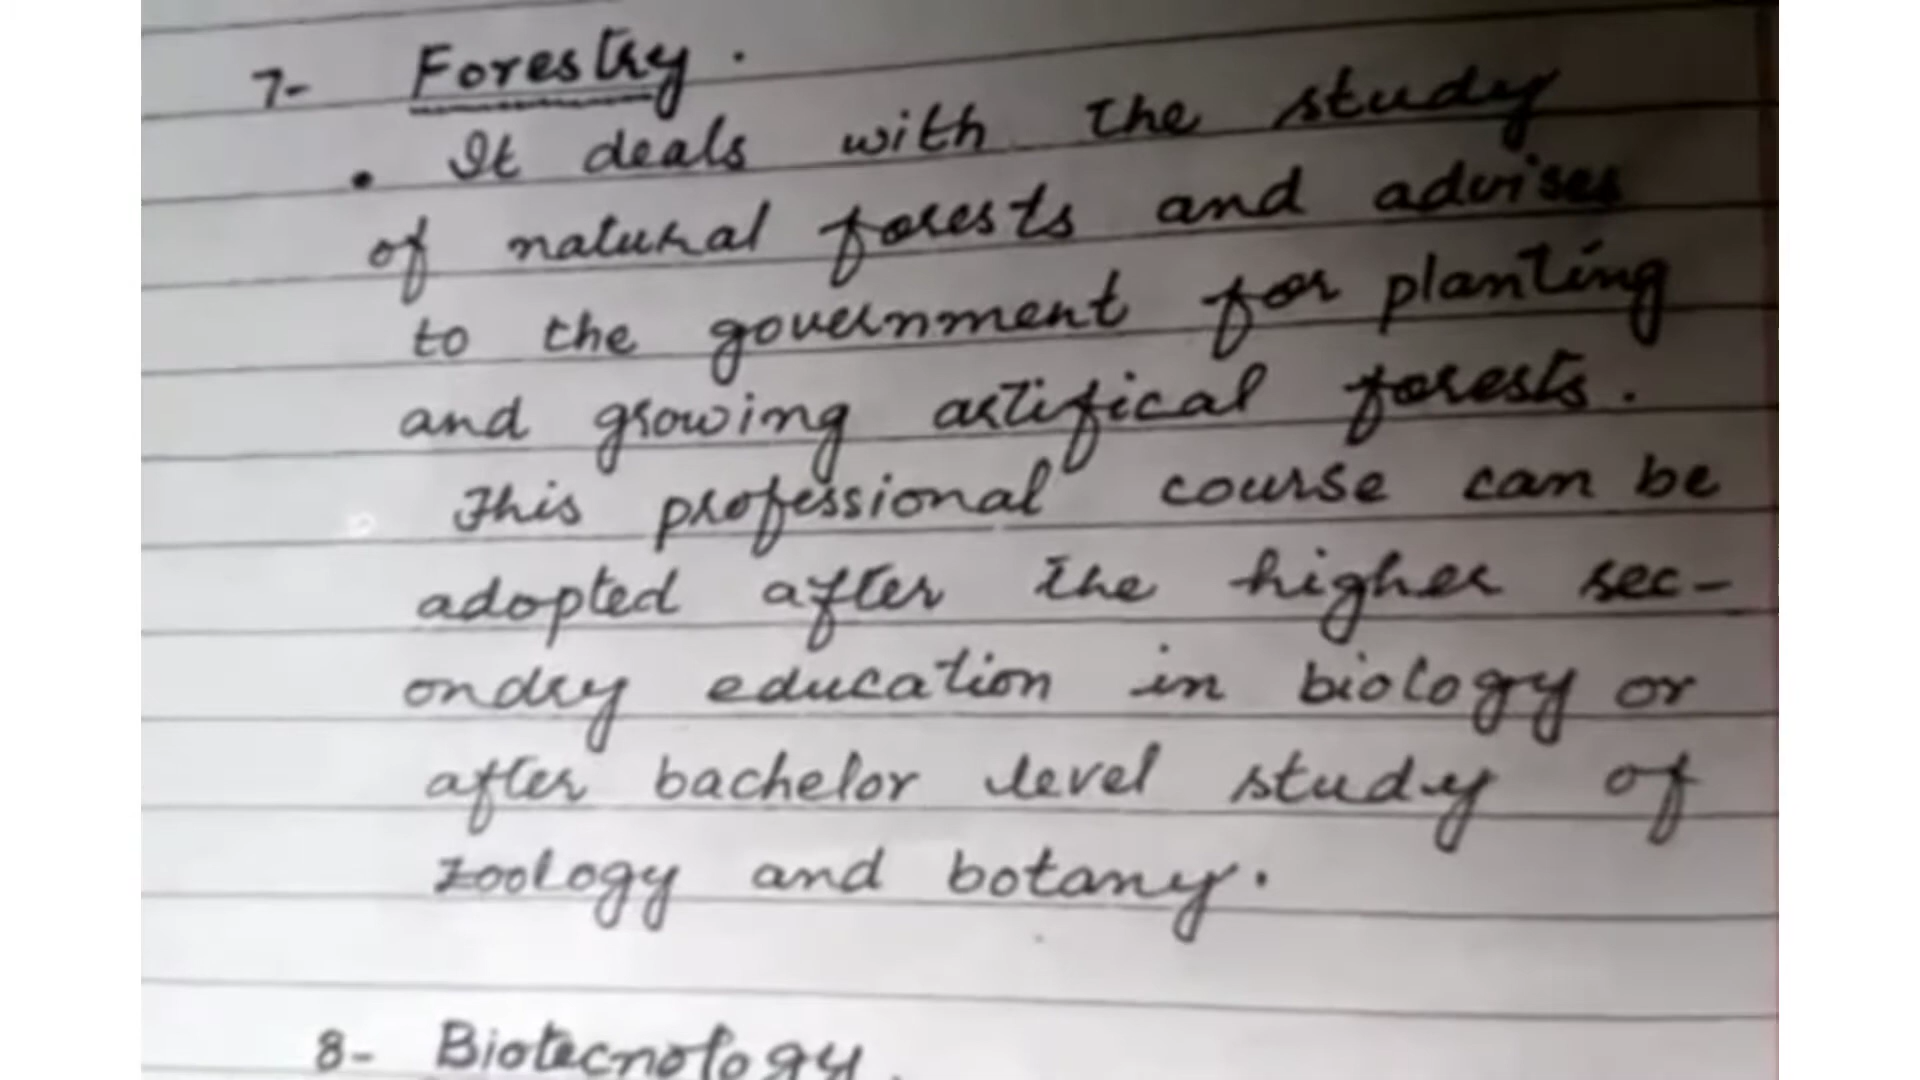 7- Forestry.
. It deals with the study
of natural forests and advises
to the government for planting
and growing artifical forests.
This professional course can be
adopted after the higher sec-
ondry education in biology or
after bachelor level study of
zoology and botany.
8- Biotecnology.